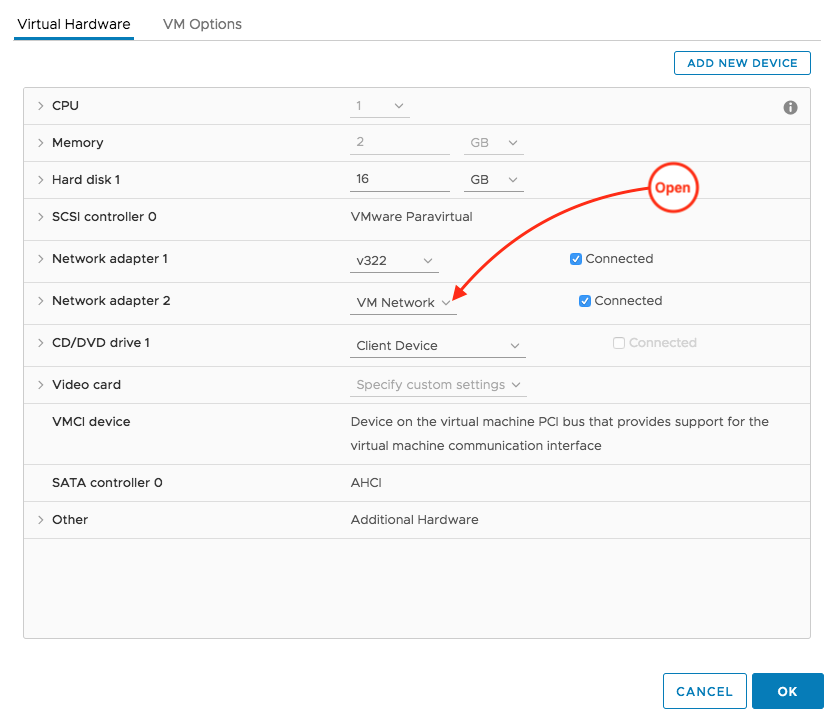 Virtual Hardware VM Options
ADD NEW DEVICE
CPU 1
Memory 2 GB
Hard disk 1 16 GB
Open
SCSI controller 0 VMware Paravirtual
Network adapter 1 v322 Connected
Network adapter 2 VM Network Connected
CD/DVD drive 1 Client Device Connected
Video card Specify custom settings
VMCI device Device on the virtual machine PCI bus that provides support for the
virtual machine communication interface
SATA controller 0 AHCI
Other Additional Hardware
CANCEL OK